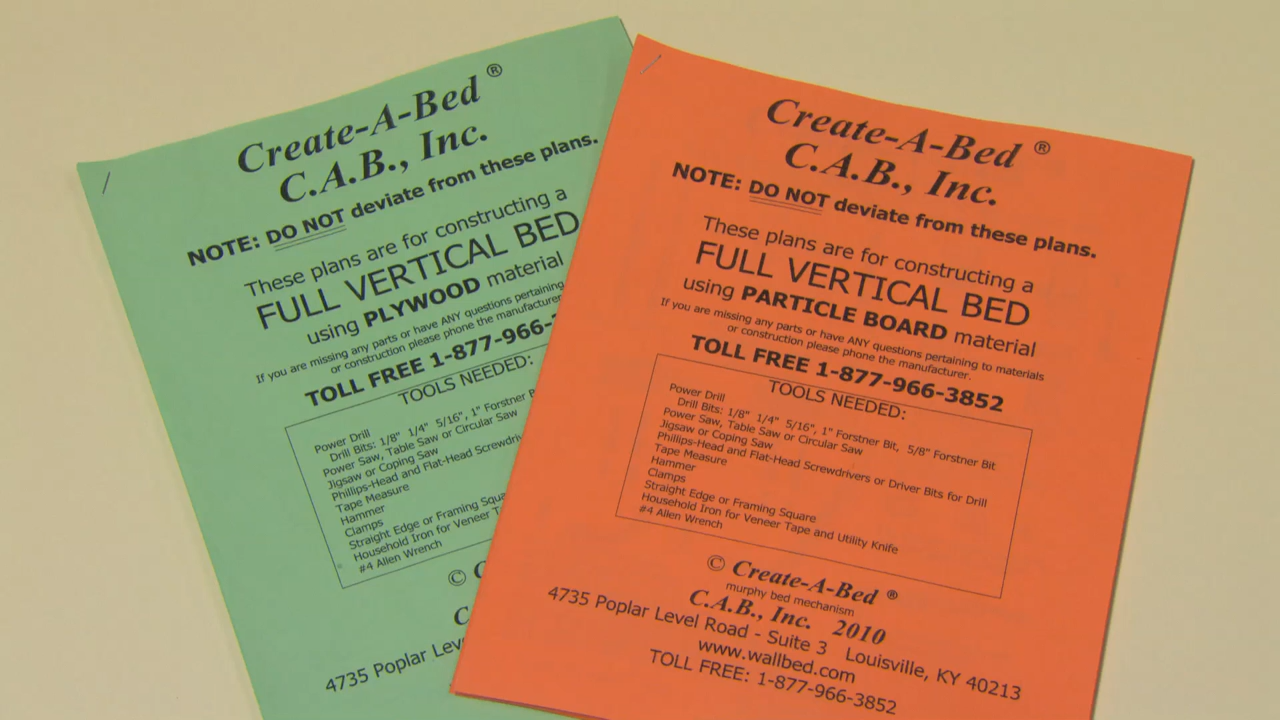 Create-A-Bed ®
C.A.B., Inc.
NOTE: DO NOT deviate from these plans.
These plans are for constructing a
FULL VERTICAL BED
using PLYWOOD material
If you are missing any parts or have ANY questions pertaining
or construction please phone the manufacturer
TOLL FREE 1-877-966-
TOOLS NEEDED:
Power Drill
Drill Bits: 1/8" 1/4" 5/16", 1" Forstner
Power Saw, Table Saw or Circular Saw
Jigsaw or Coping Saw
Phillips-Head and Flat-Head
Tape Measure
Hammer
Clamps
Straight Edge or Framing
Household Iron for Veneer
#4 Allen Wrench
©
4735 Poplar
Create-A-Bed ®
C.A.B., Inc.
NOTE: DO NOT deviate from these plans.
These plans are for constructing a
FULL VERTICAL BED
using PARTICLE BOARD material
If you are missing any parts or have ANY questions pertaining to materials
or construction please phone the manufacturer.
TOLL FREE 1-877-966-3852
TOOLS NEEDED:
Power Drill
Drill Bits: 1/8" 1/4" 5/16", 1" Forstner Bit, 5/8" Forstner Bit
Power Saw, Table Saw or Circular Saw
Jigsaw or Coping Saw
Phillips-Head and Flat-Head Screwdrivers or Driver Bits for Drill
Tape Measure
Hammer
Clamps
Straight Edge or Framing Square
Household Iron for Veneer Tape and Utility Knife
#4 Allen Wrench
© Create-A-Bed ®
murphy bed mechanism
C.A.B., Inc. 2010
4735 Poplar Level Road - Suite 3 Louisville, KY 40213
www.wallbed.com
TOLL FREE: 1-877-966-3852